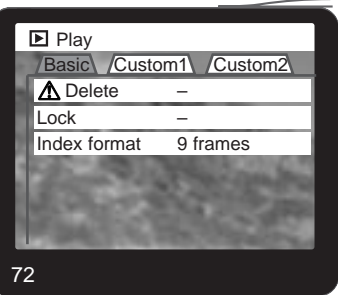 Play
Basic Custom1 Custom2
Delete –
Lock –
Index format 9 frames
72